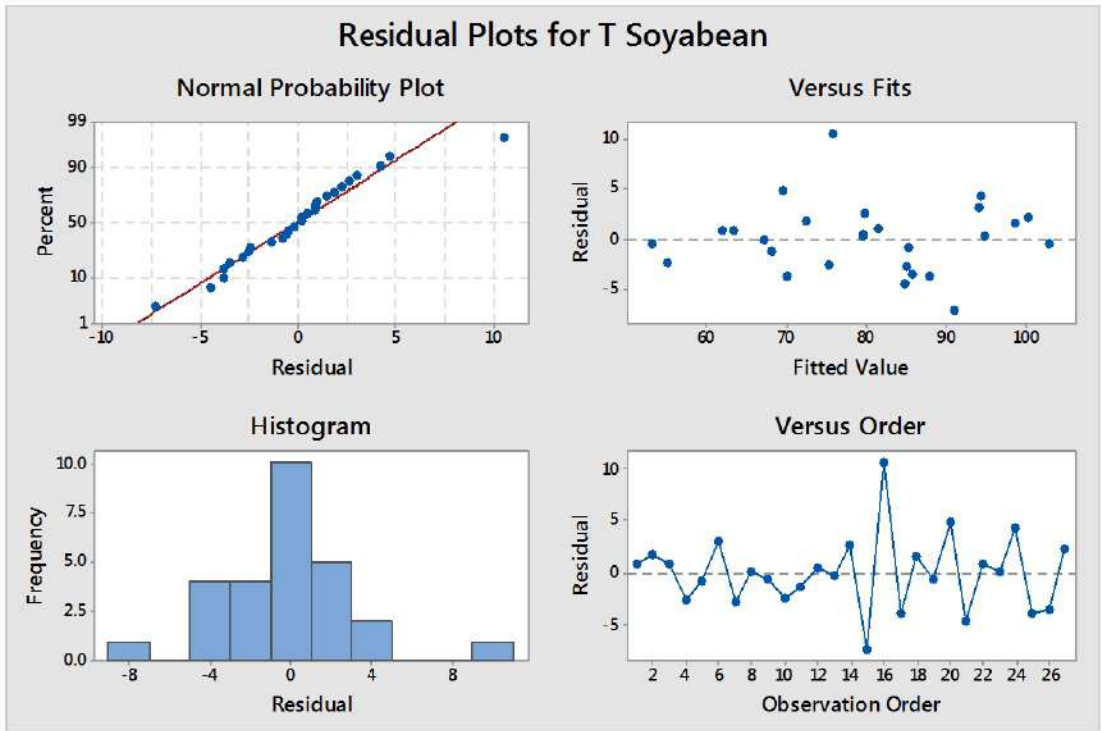 Residual Plots for T Soyabean
Normal Probability Plot
99
90
50
10
1
Percent
-10 -5 0 5 10
Residual
Versus Fits
10
5
0
-5
Residual
60 70 80 90 100
Fitted Value
Histogram
10.0
7.5
5.0
2.5
0.0
Frequency
-8 -4 0 4 8
Residual
Versus Order
10
5
0
-5
Residual
2 4 6 8 10 12 14 16 18 20 22 24 26
Observation Order